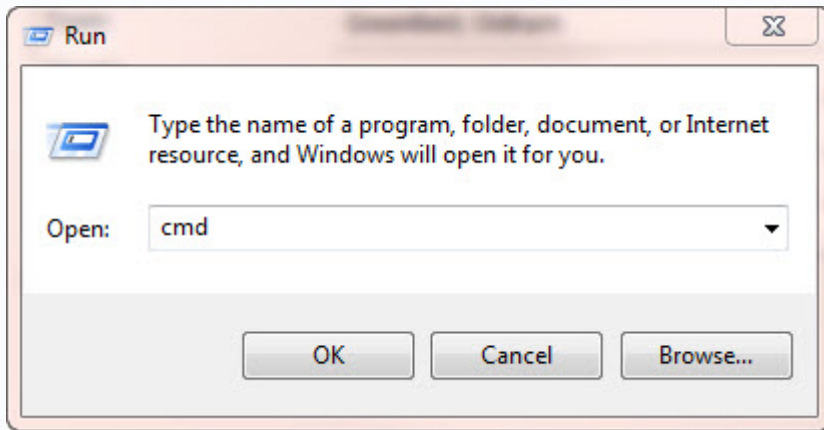 Run
Type the name of a program, folder, document, or Internet
resource, and Windows will open it for you.
Open: cmd
OK Cancel Browse...